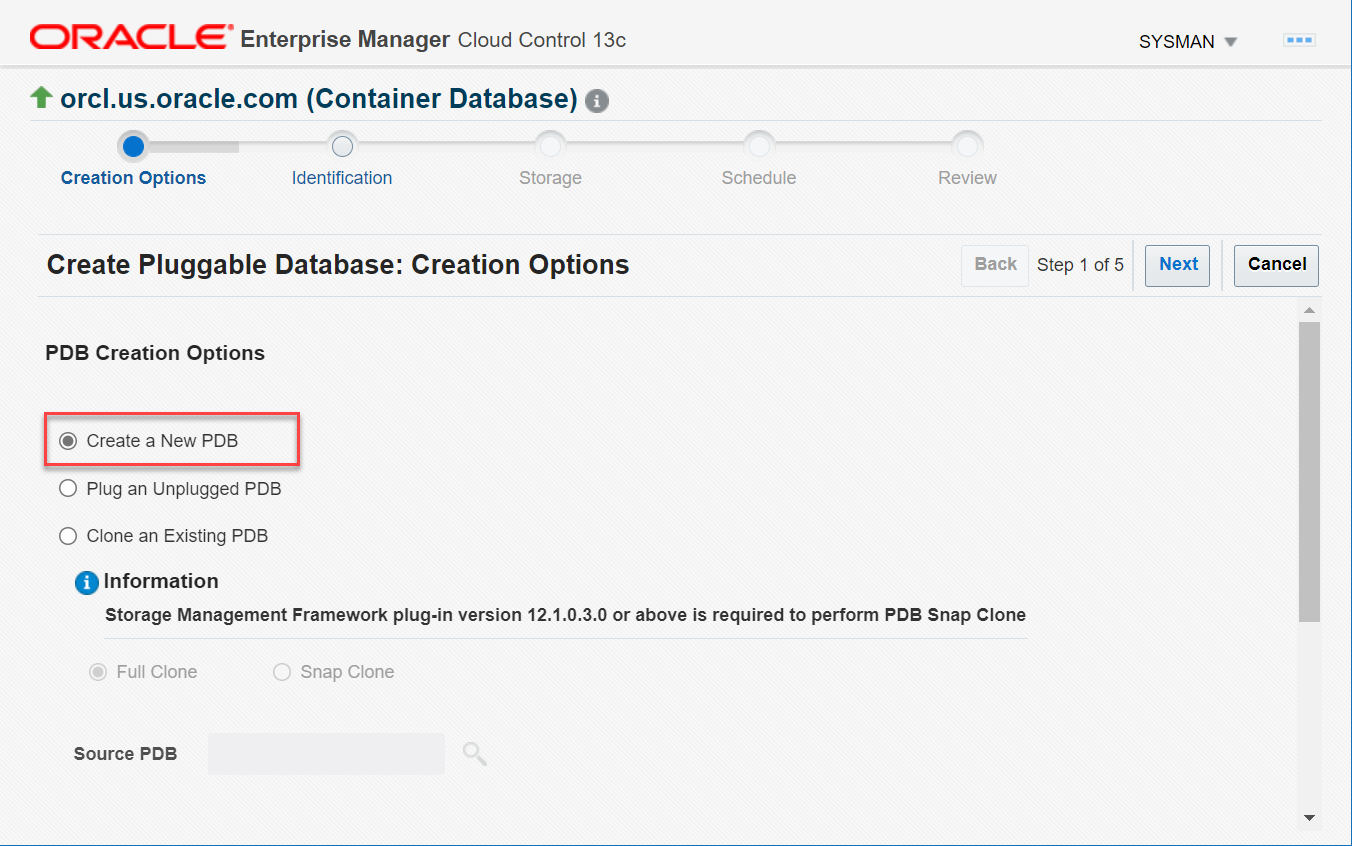 ORACLE Enterprise Manager Cloud Control 13c
SYSMAN
orcl.us.oracle.com (Container Database)
Creation Options Identification Storage Schedule Review
Create Pluggable Database: Creation Options
Back Step 1 of 5 Next Cancel
PDB Creation Options
Create a New PDB
Plug an Unplugged PDB
Clone an Existing PDB
Information
Storage Management Framework plug-in version 12.1.0.3.0 or above is required to perform PDB Snap Clone
Full Clone Snap Clone
Source PDB